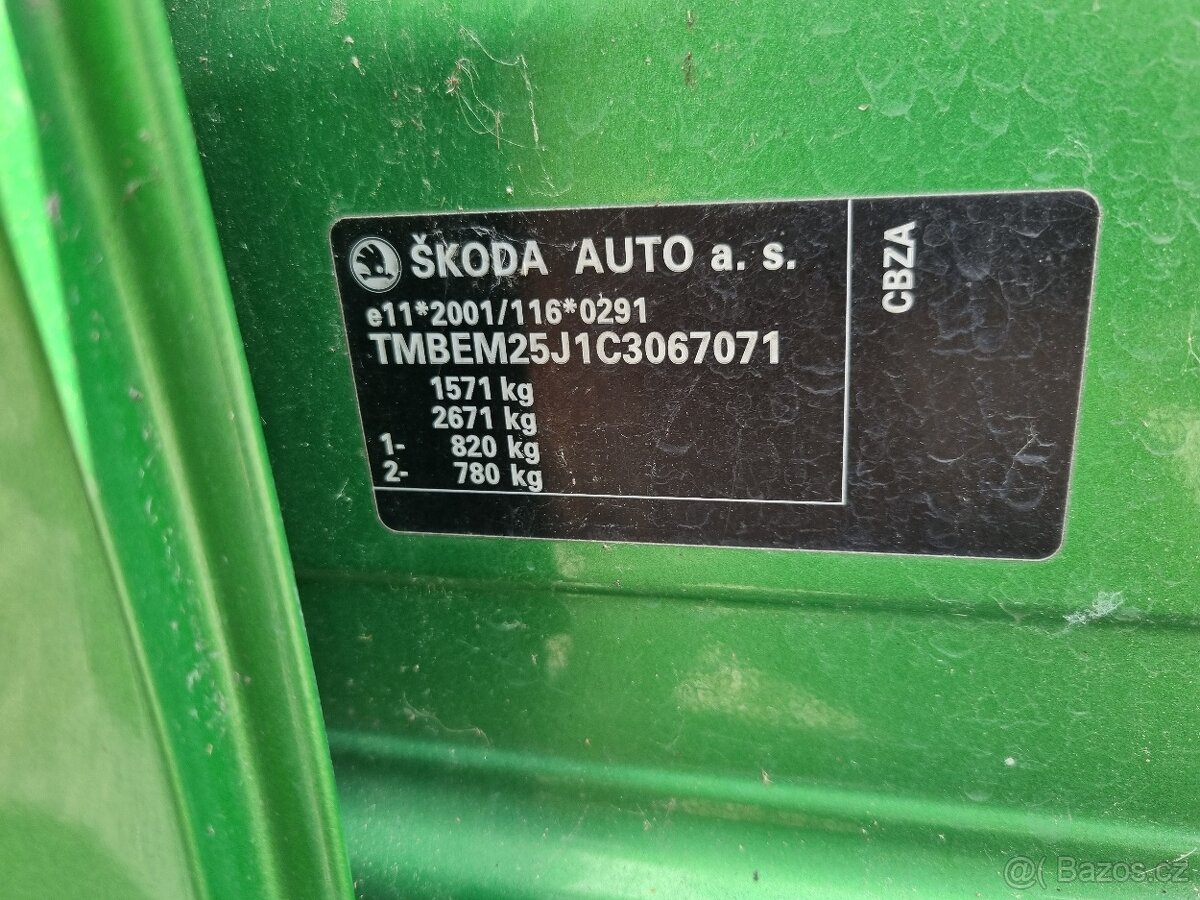 ŠKODA AUTO a. s.
e11*2001/116*0291
TMBEM25J1C3067071
1571 kg
2671 kg
1- 820 kg
2- 780 kg
CBZA
@( Bazos.cz